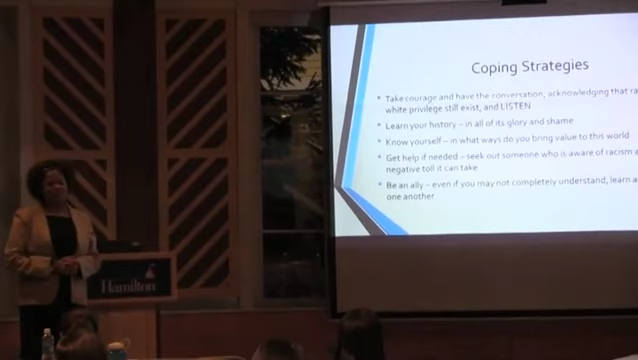 Coping Strategies
• Take courage and have the conversation, acknowledging that ra
white privilege still exist, and LISTEN
• Learn your history – in all of its glory and shame
• Know yourself – in what ways do you bring value to this world
• Get help if needed – seek out someone who is aware of racism a
negative toll it can take
• Be an ally – even if you may not completely understand, learn a
one another
Hamilton